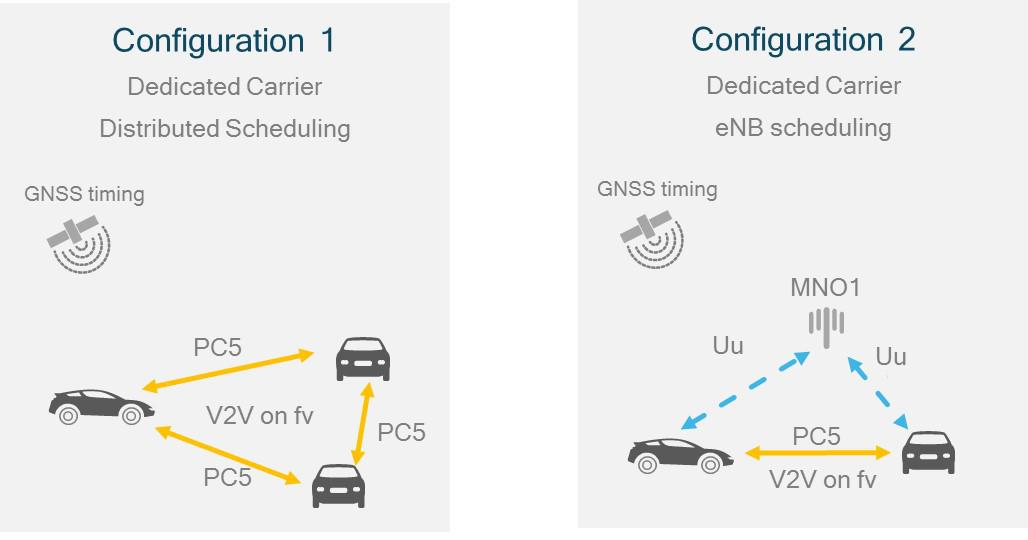 Configuration 1
Dedicated Carrier
Distributed Scheduling
GNSS timing
PC5
V2V on fv
PC5
PC5
Configuration 2
Dedicated Carrier
eNB scheduling
GNSS timing
MNO1
Uu
Uu
PC5
V2V on fv